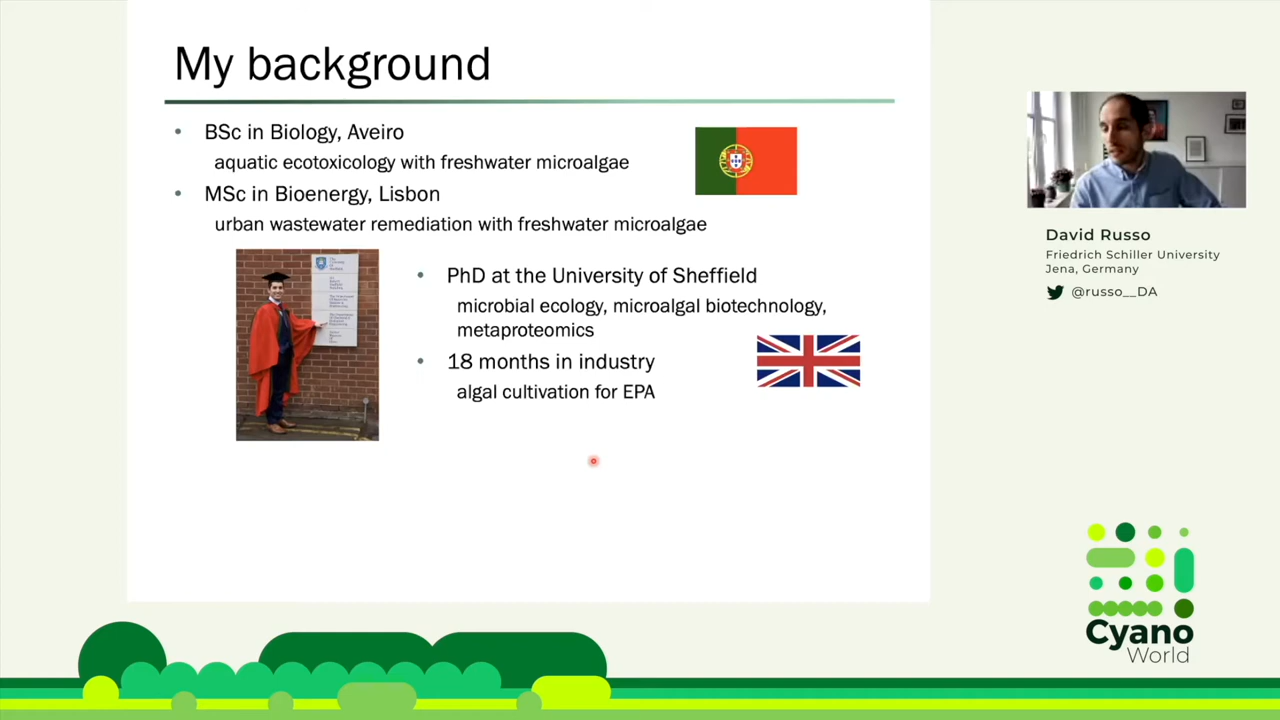 My background
• BSc in Biology, Aveiro
aquatic ecotoxicology with freshwater microalgae
• MSc in Bioenergy, Lisbon
urban wastewater remediation with freshwater microalgae
• PhD at the University of Sheffield
microbial ecology, microalgal biotechnology,
metaproteomics
• 18 months in industry
algal cultivation for EPA
David Russo
Friedrich Schiller University
Jena, Germany
@russo__DA
Cyano
World